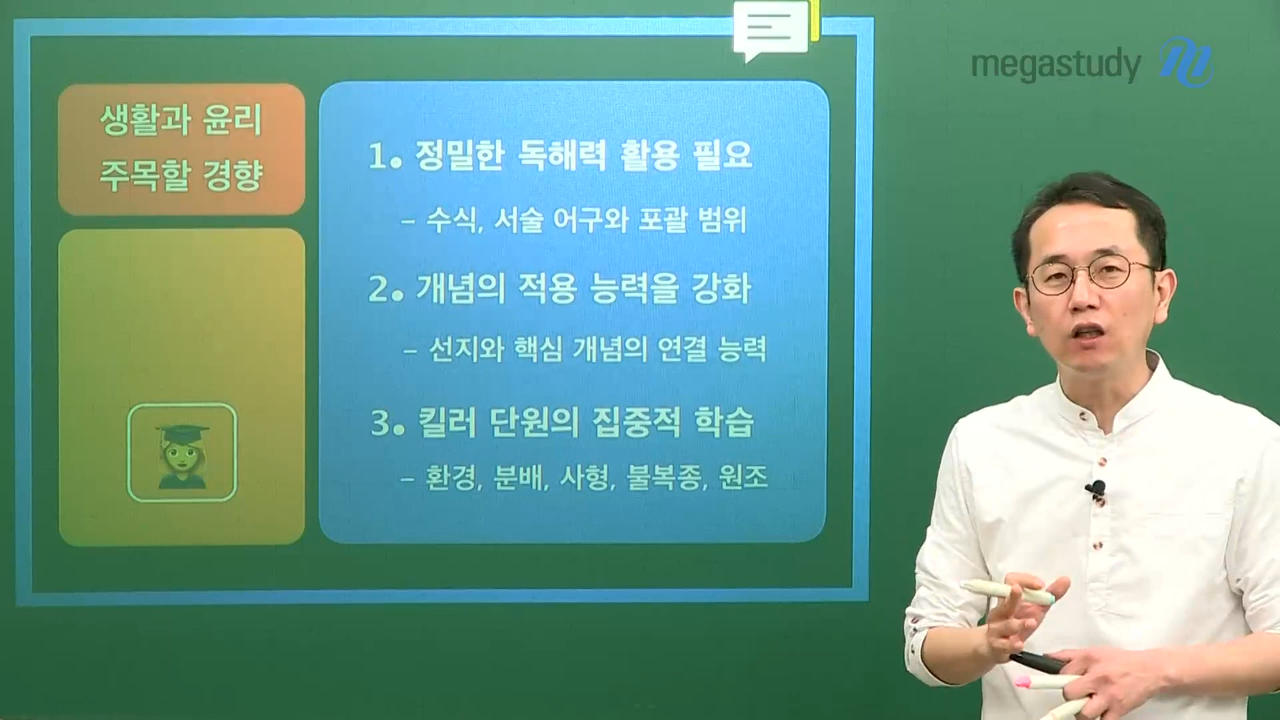 megastudy
생활과 윤리
주목할 경향
1. 정밀한 독해력 활용 필요
- 수식, 서술 어구와 포괄 범위
2. 개념의 적용 능력을 강화
- 선지와 핵심 개념의 연결 능력
3. 킬러 단원의 집중적 학습
- 환경, 분배, 사형, 불복종, 원조